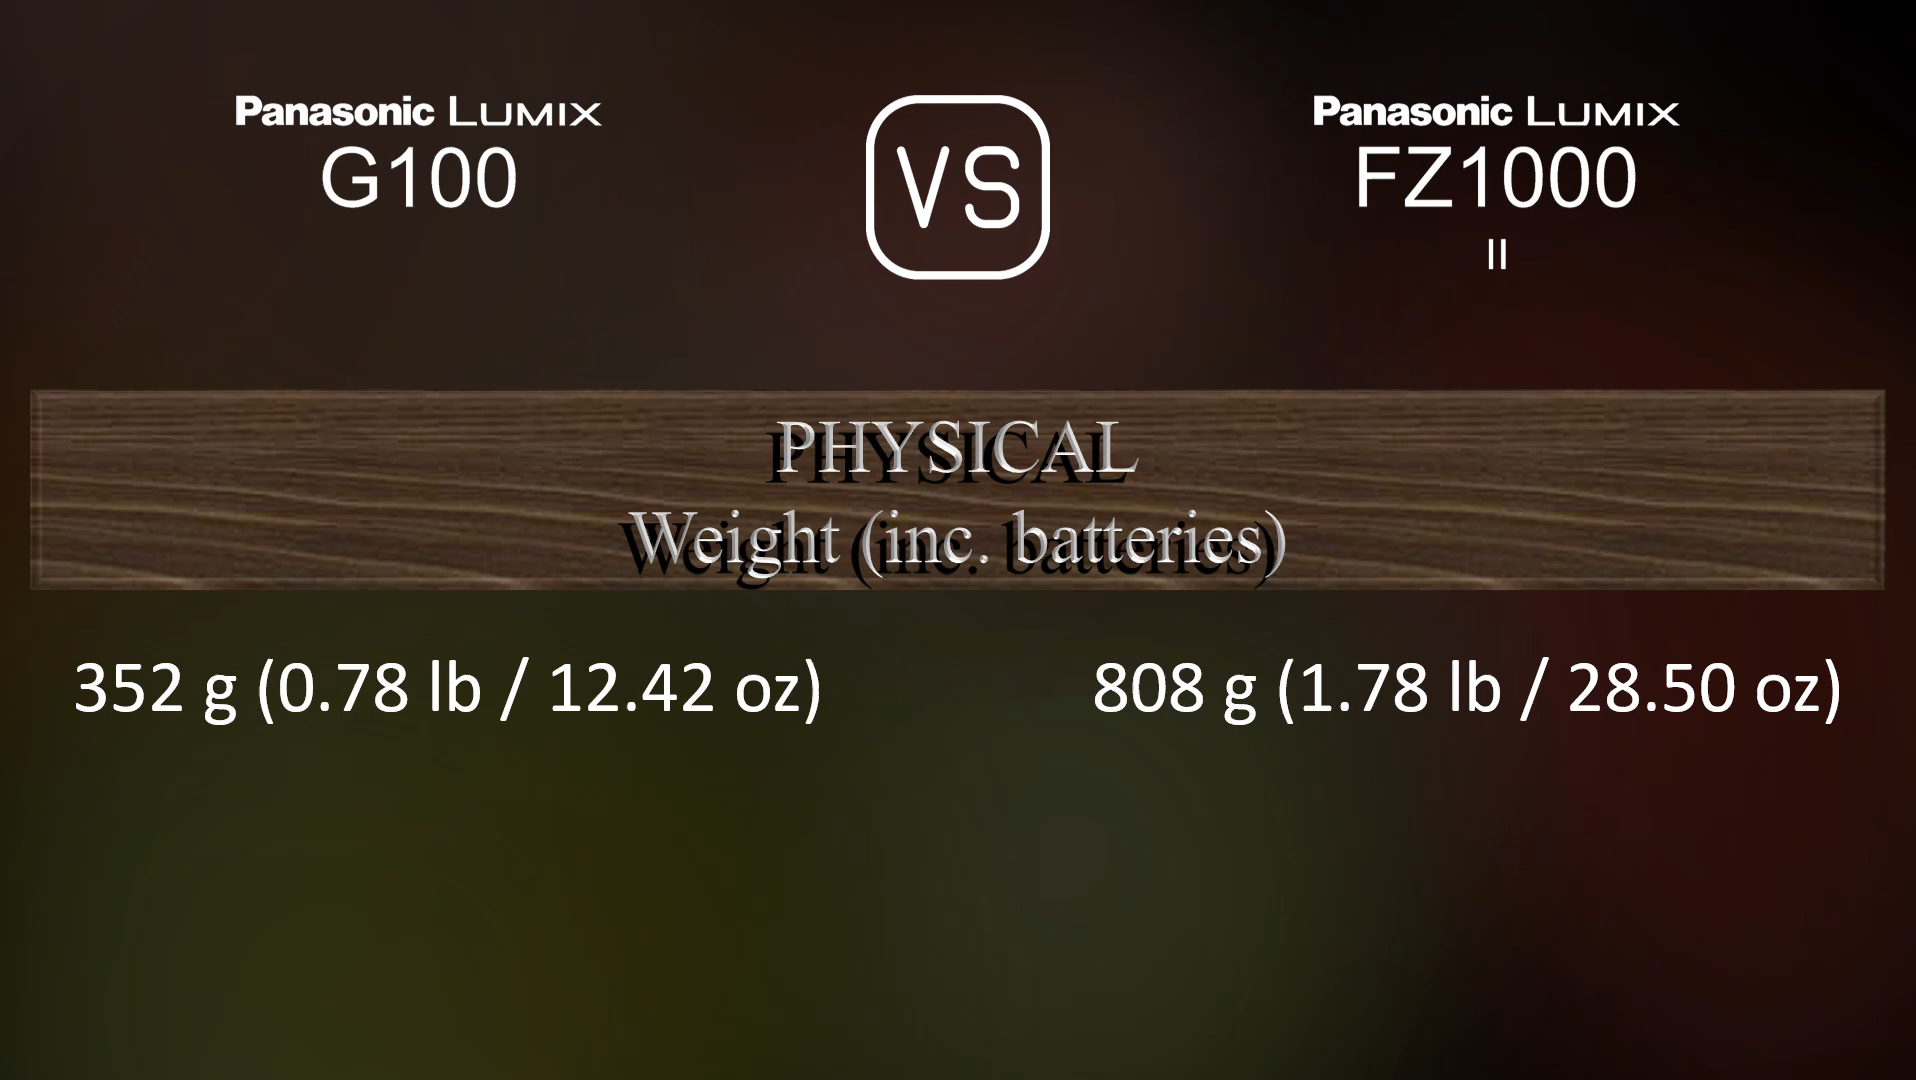 Panasonic LUMIX
G100
VS
Panasonic LUMIX
FZ1000
II
PHYSICAL
Weight (inc. batteries)
352 g (0.78 lb / 12.42 oz)
808 g (1.78 lb / 28.50 oz)